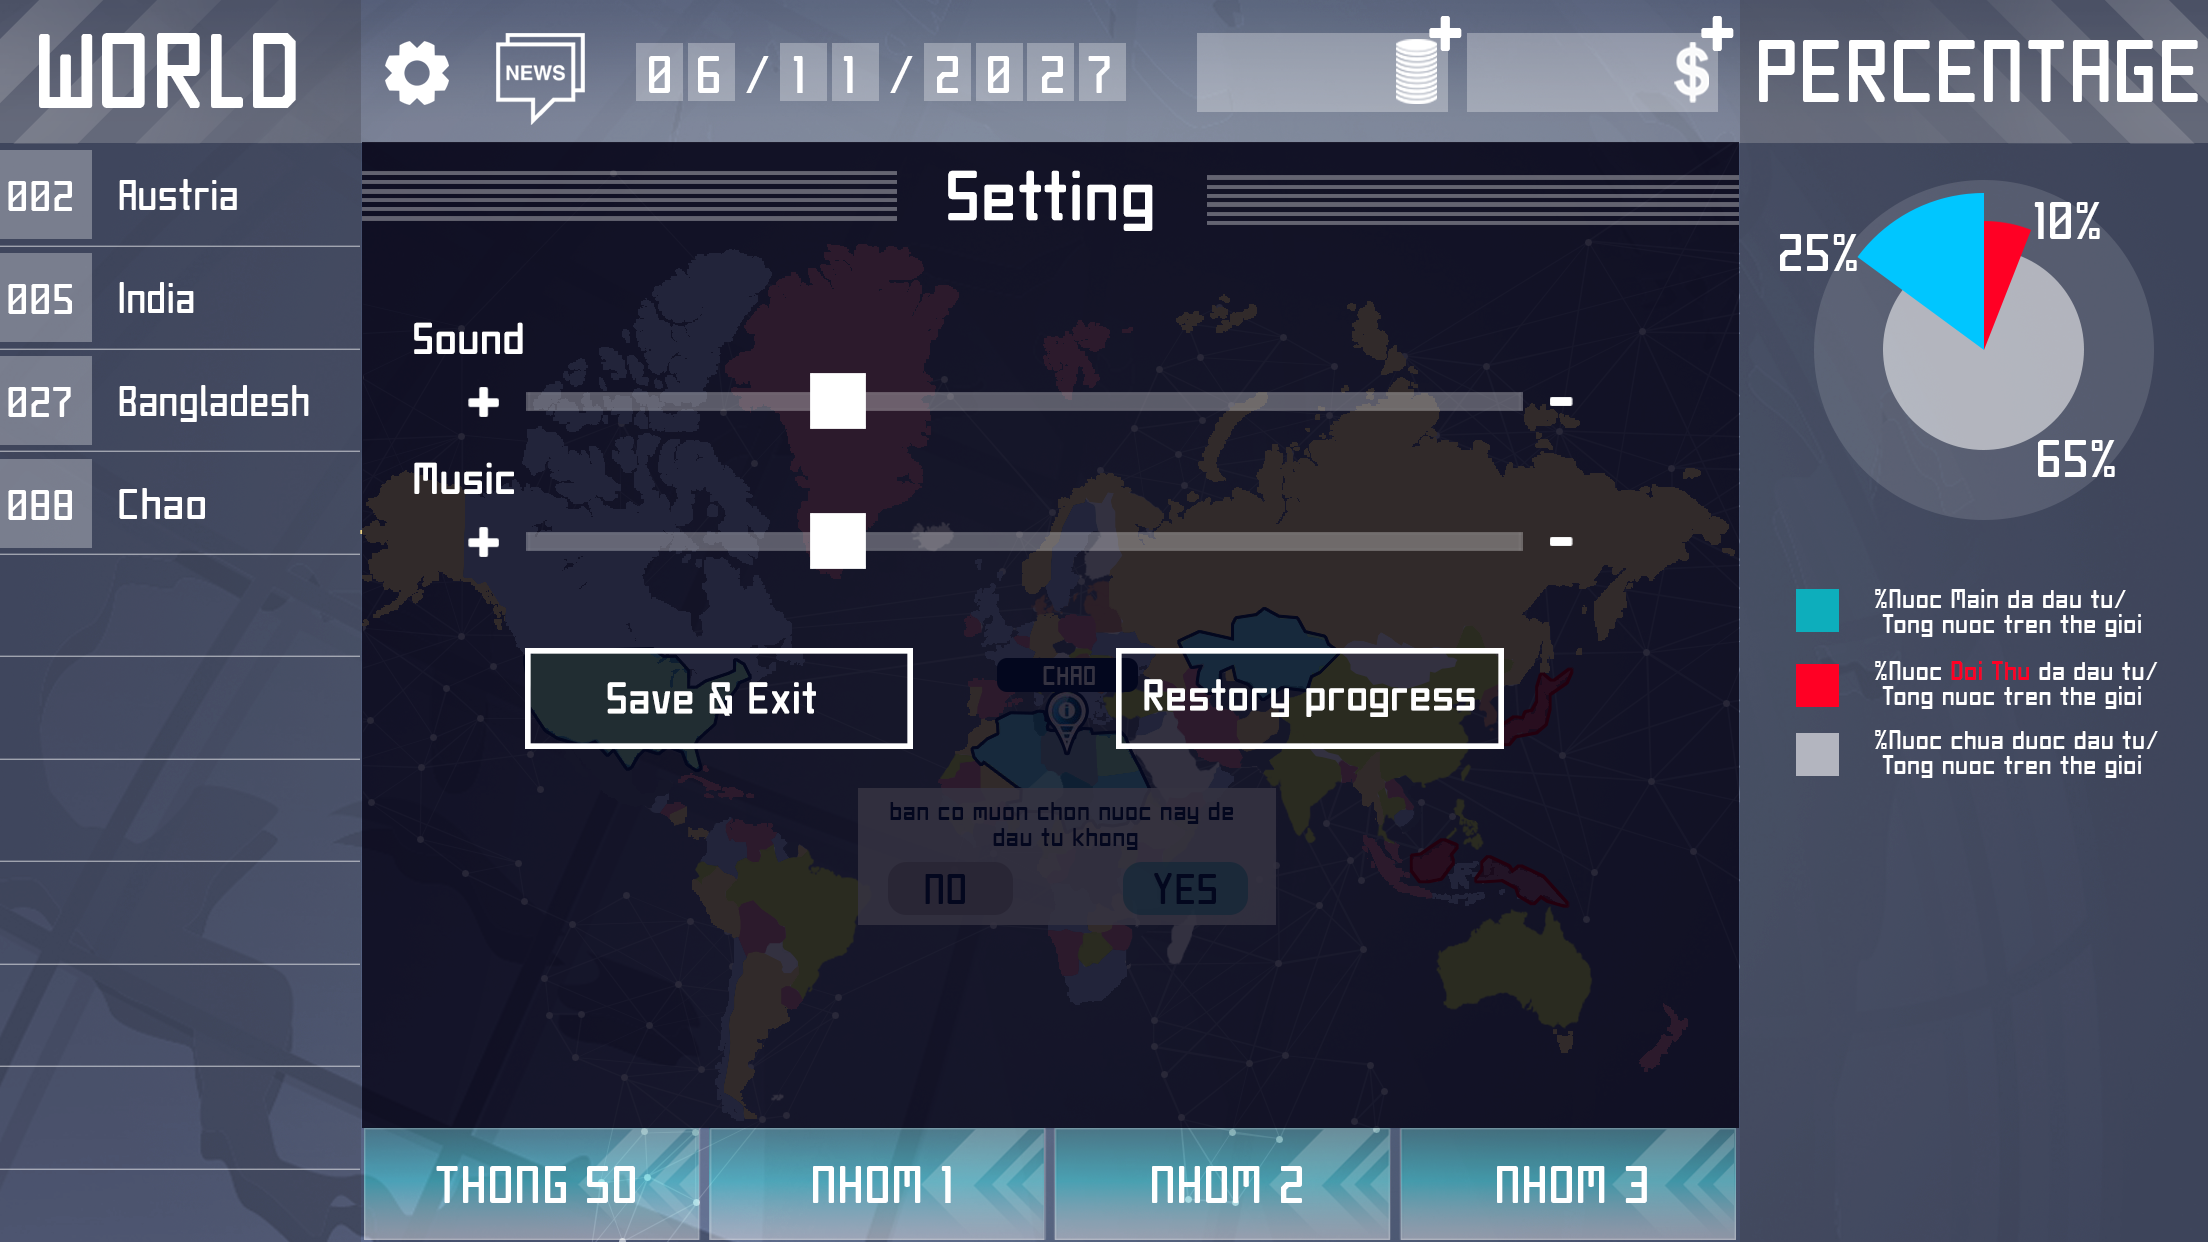 WORLD
NEWS
06/11/2027
$
PERCENTAGE
002 Austria
005 India
027 Bangladesh
088 Chao
Setting
Sound
+ -
Music
+ -
Save & Exit
Restory progress
CHAO
ban co muon chon nuoc nay de
dau tu khong
NO YES
25%
10%
65%
%Nuoc Main da dau tu/
Tong nuoc tren the gioi
%Nuoc Doi Thu da dau tu/
Tong nuoc tren the gioi
%Nuoc chua duoc dau tu/
Tong nuoc tren the gioi
THONG SO
NHOM 1
NHOM 2
NHOM 3